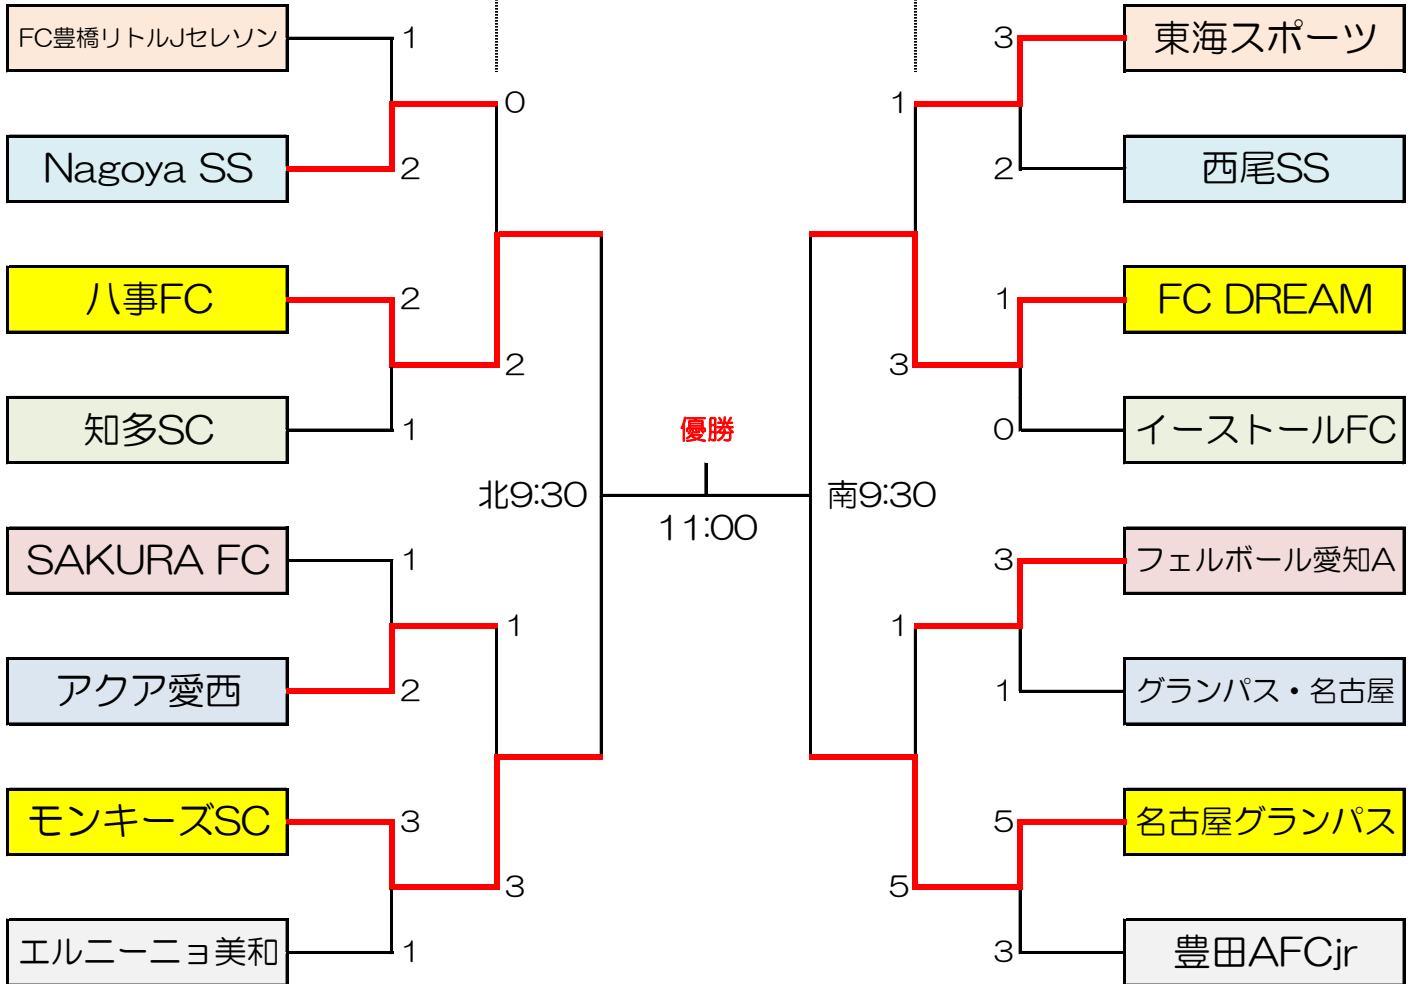 FC豊橋リトルJセレソン
1
3
東海スポーツ
0
1
Nagoya SS
2
2
西尾SS
八事FC
2
1
FC DREAM
2
3
知多SC
1
優勝
0
イーストールFC
北9:30
南9:30
11:00
SAKURA FC
1
3
フェルボール愛知A
1
1
アクア愛西
2
1
グランパス・名古屋
モンキーズSC
3
5
名古屋グランパス
3
5
エルニーニョ美和
1
3
豊田AFCjr